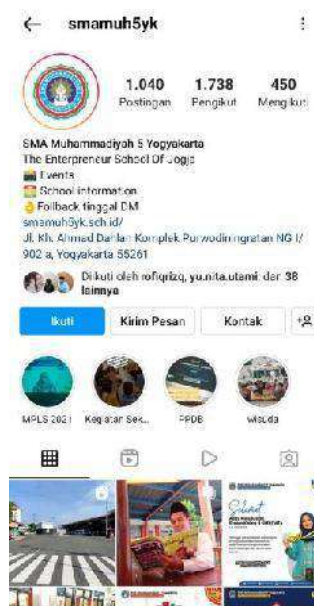 smamuh5yk
1.040 1.738 450
Postingan Pengikut Mengikuti
SMA Muhammadiyah 5 Yogyakarta
The Enterpreneur School Of Jogja
Events
School information
Follback tinggal DM
smamuh5yk.sch.id/
Jl. Kh. Ahmad Dahlan Komplek Purwodiningratan NG I/
902 a, Yogyakarta 55261
Diikuti oleh rofiqrizq, yu.nita.utami dan 38
lainnya
Ikuti Kirim Pesan Kontak
MPLS 2021 Kegiatan Sek... PPDB wisuda
Selamat